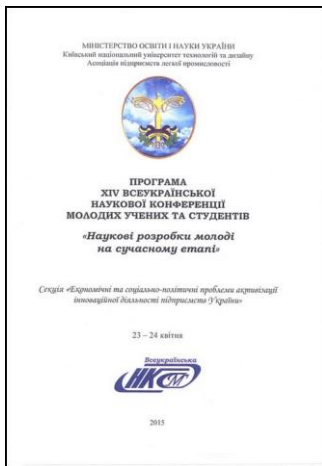 МІНІСТЕРСТВО ОСВІТИ І НАУКИ УКРАЇНИ
Київський національний університет технологій та дизайну
Асоціація підприємств легкої промисловості
ПРОГРАМА
XIV ВСЕУКРАЇНСЬКОЇ
НАУКОВОЇ КОНФЕРЕНЦІЇ
МОЛОДИХ УЧЕНИХ ТА СТУДЕНТІВ
«Наукові розробки молоді
на сучасному етапі»
Секція «Економічні та соціально-політичні проблеми активізації
інноваційної діяльності підприємств України»
23 – 24 квітня
Всеукраїнська
НКСМ
2015